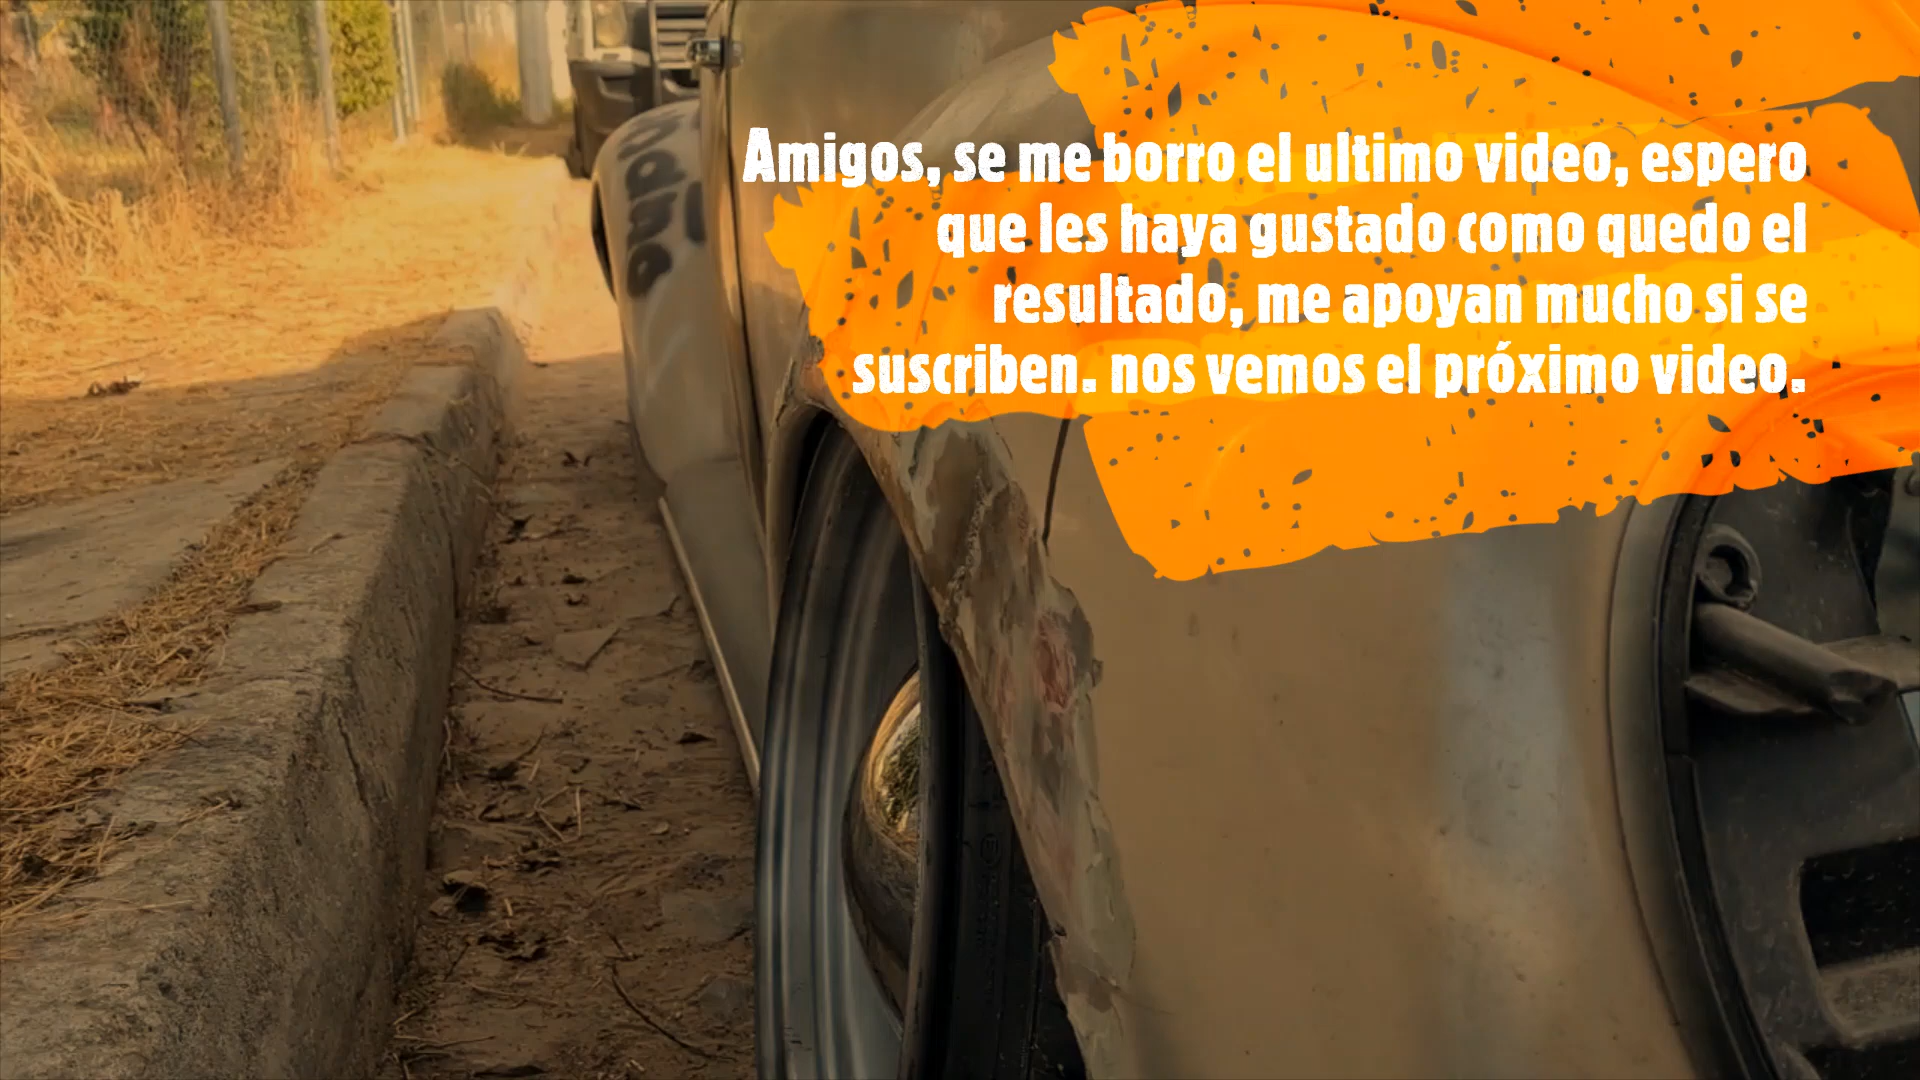 Amigos, se me borro el ultimo video, espero
que les haya gustado como quedo el
resultado, me apoyan mucho si se
suscriben. nos vemos el próximo video.